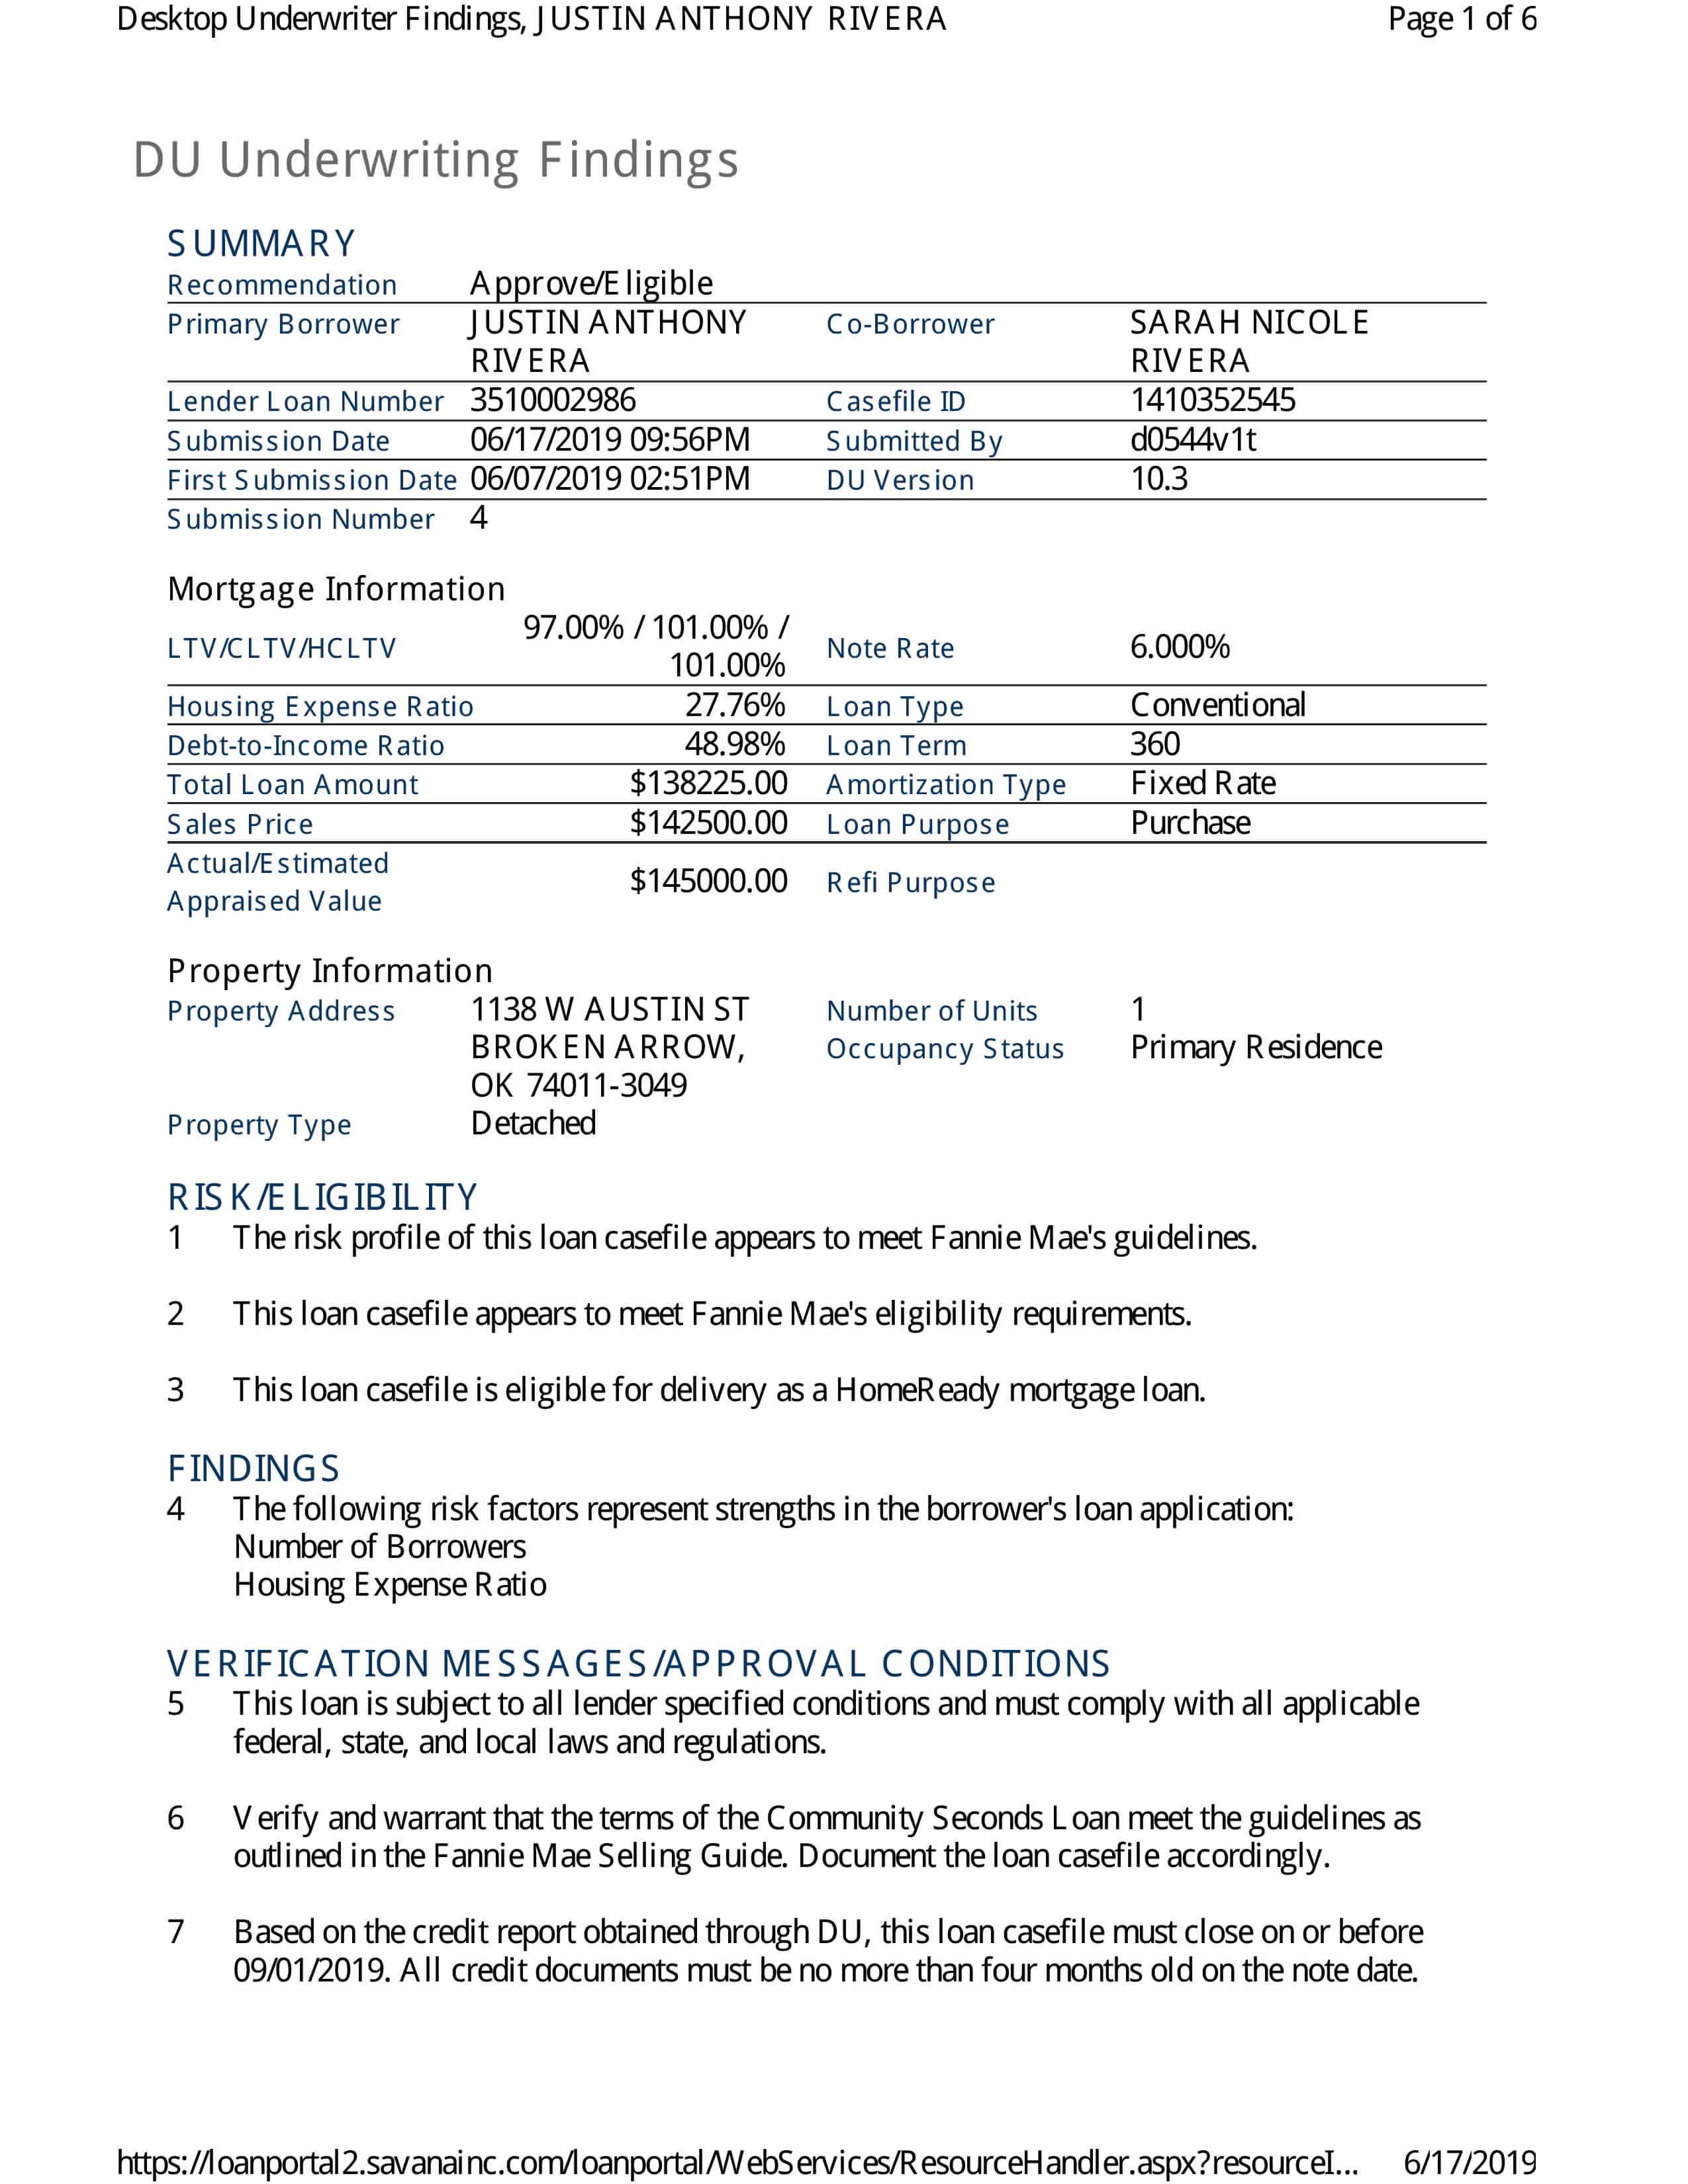 Desktop Underwriter Findings, JUSTIN ANTHONY RIVERA Page 1 of 6
DU Underwriting Findings
SUMMARY
Recommendation Approve/Eligible
Primary Borrower JUSTIN ANTHONY RIVERA Co-Borrower SARAH NICOLE RIVERA
Lender Loan Number 3510002986 Casefile ID 1410352545
Submission Date 06/17/2019 09:56PM Submitted By d0544v1t
First Submission Date 06/07/2019 02:51PM DU Version 10.3
Submission Number 4
Mortgage Information
LTV/CLTV/HCLTV 97.00% / 101.00% / 101.00% Note Rate 6.000%
Housing Expense Ratio 27.76% Loan Type Conventional
Debt-to-Income Ratio 48.98% Loan Term 360
Total Loan Amount $138225.00 Amortization Type Fixed Rate
Sales Price $142500.00 Loan Purpose Purchase
Actual/Estimated Appraised Value $145000.00 Refi Purpose
Property Information
Property Address 1138 W AUSTIN ST Number of Units 1
BROKEN ARROW, Occupancy Status Primary Residence
OK 74011-3049
Property Type Detached
RISK/ELIGIBILITY
1 The risk profile of this loan casefile appears to meet Fannie Mae's guidelines.
2 This loan casefile appears to meet Fannie Mae's eligibility requirements.
3 This loan casefile is eligible for delivery as a HomeReady mortgage loan.
FINDINGS
4 The following risk factors represent strengths in the borrower's loan application:
Number of Borrowers
Housing Expense Ratio
VERIFICATION MESSAGES/APPROVAL CONDITIONS
5 This loan is subject to all lender specified conditions and must comply with all applicable
federal, state, and local laws and regulations.
6 Verify and warrant that the terms of the Community Seconds Loan meet the guidelines as
outlined in the Fannie Mae Selling Guide. Document the loan casefile accordingly.
7 Based on the credit report obtained through DU, this loan casefile must close on or before
09/01/2019. All credit documents must be no more than four months old on the note date.
https://loanportal2.savanainc.com/loanportal/WebServices/ResourceHandler.aspx?resourceI... 6/17/2019